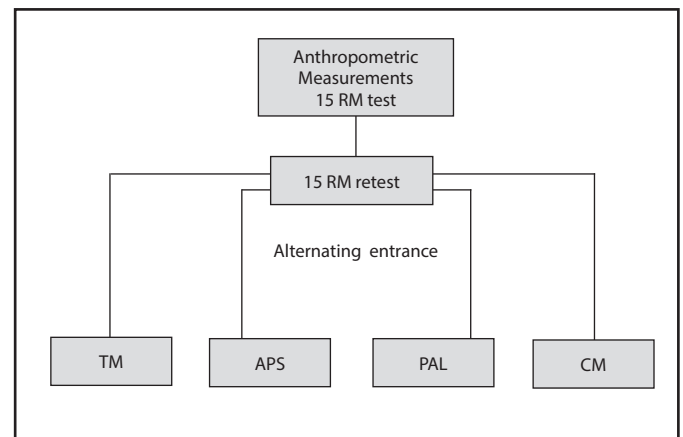 Anthropometric
Measurements
15 RM test
15 RM retest
Alternating entrance
TM
APS
PAL
CM